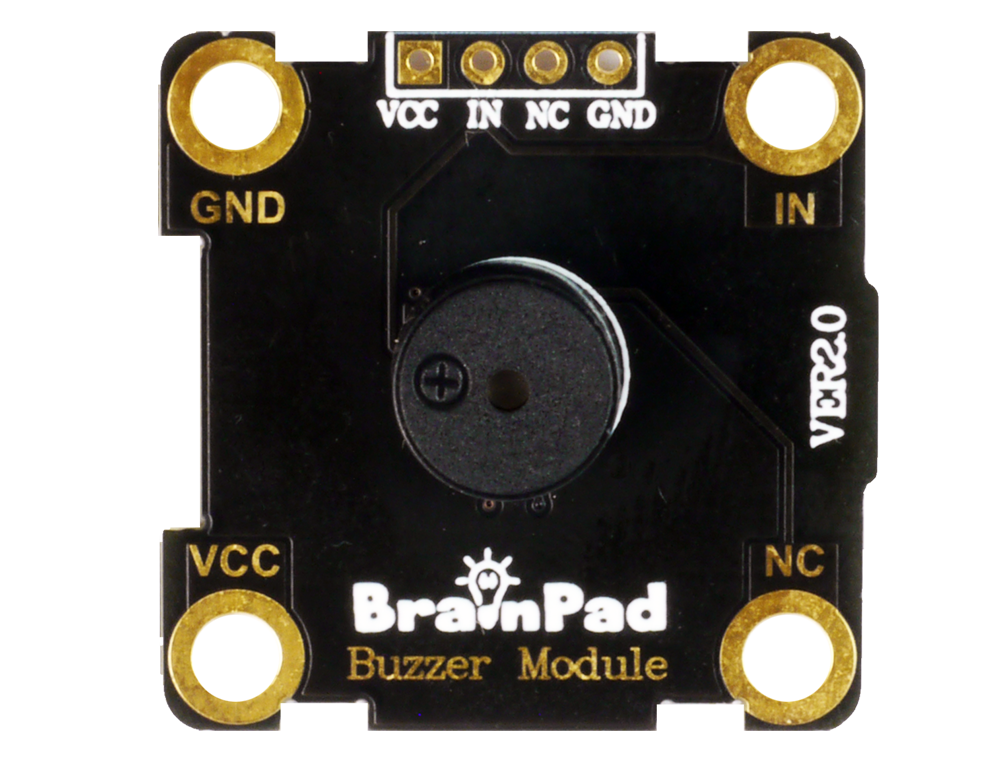 VCC IN NC GND
GND
IN
VER2.0
VCC
NC
BrainPad
Buzzer Module